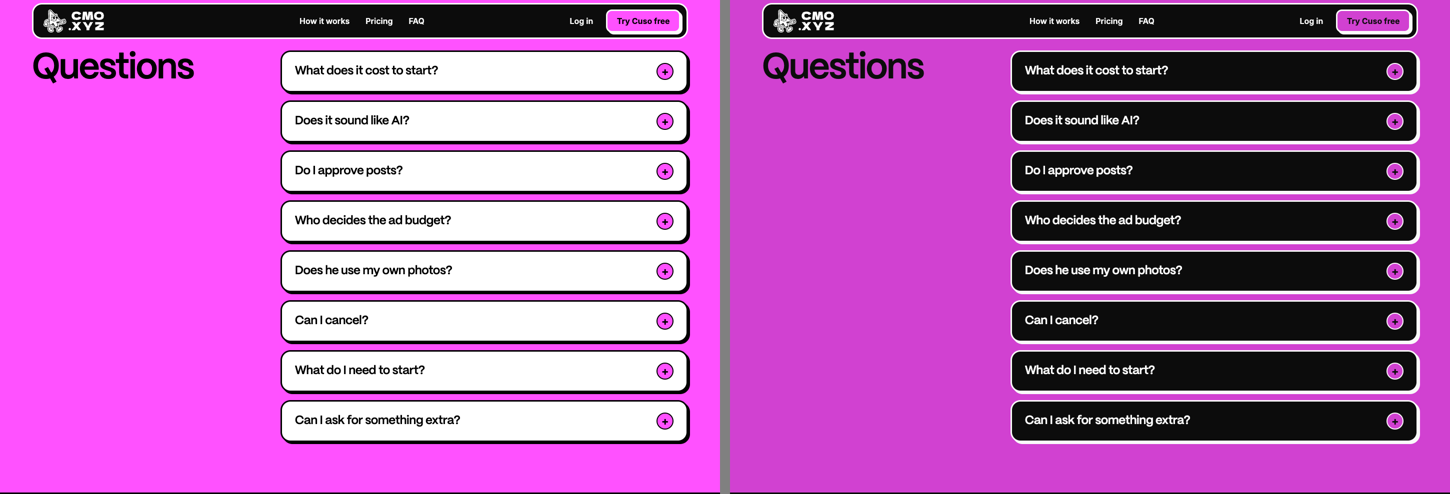 CMO
.XYZ
How it works Pricing FAQ
Log in
Try Cuso free
Questions
What does it cost to start?
+
Does it sound like AI?
+
Do I approve posts?
+
Who decides the ad budget?
+
Does he use my own photos?
+
Can I cancel?
+
What do I need to start?
+
Can I ask for something extra?
+
CMO
.XYZ
How it works Pricing FAQ
Log in
Try Cuso free
Questions
What does it cost to start?
+
Does it sound like AI?
+
Do I approve posts?
+
Who decides the ad budget?
+
Does he use my own photos?
+
Can I cancel?
+
What do I need to start?
+
Can I ask for something extra?
+